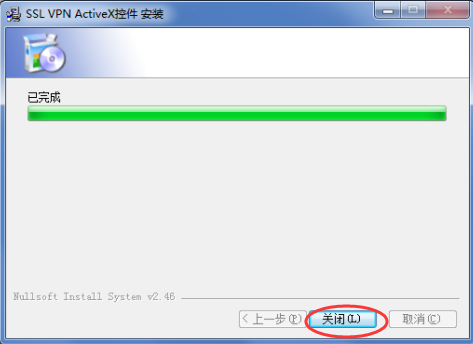 SSL VPN ActiveX控件 安装
已完成
Nullsoft Install System v2.46
< 上一步(P)
关闭(L)
取消(C)